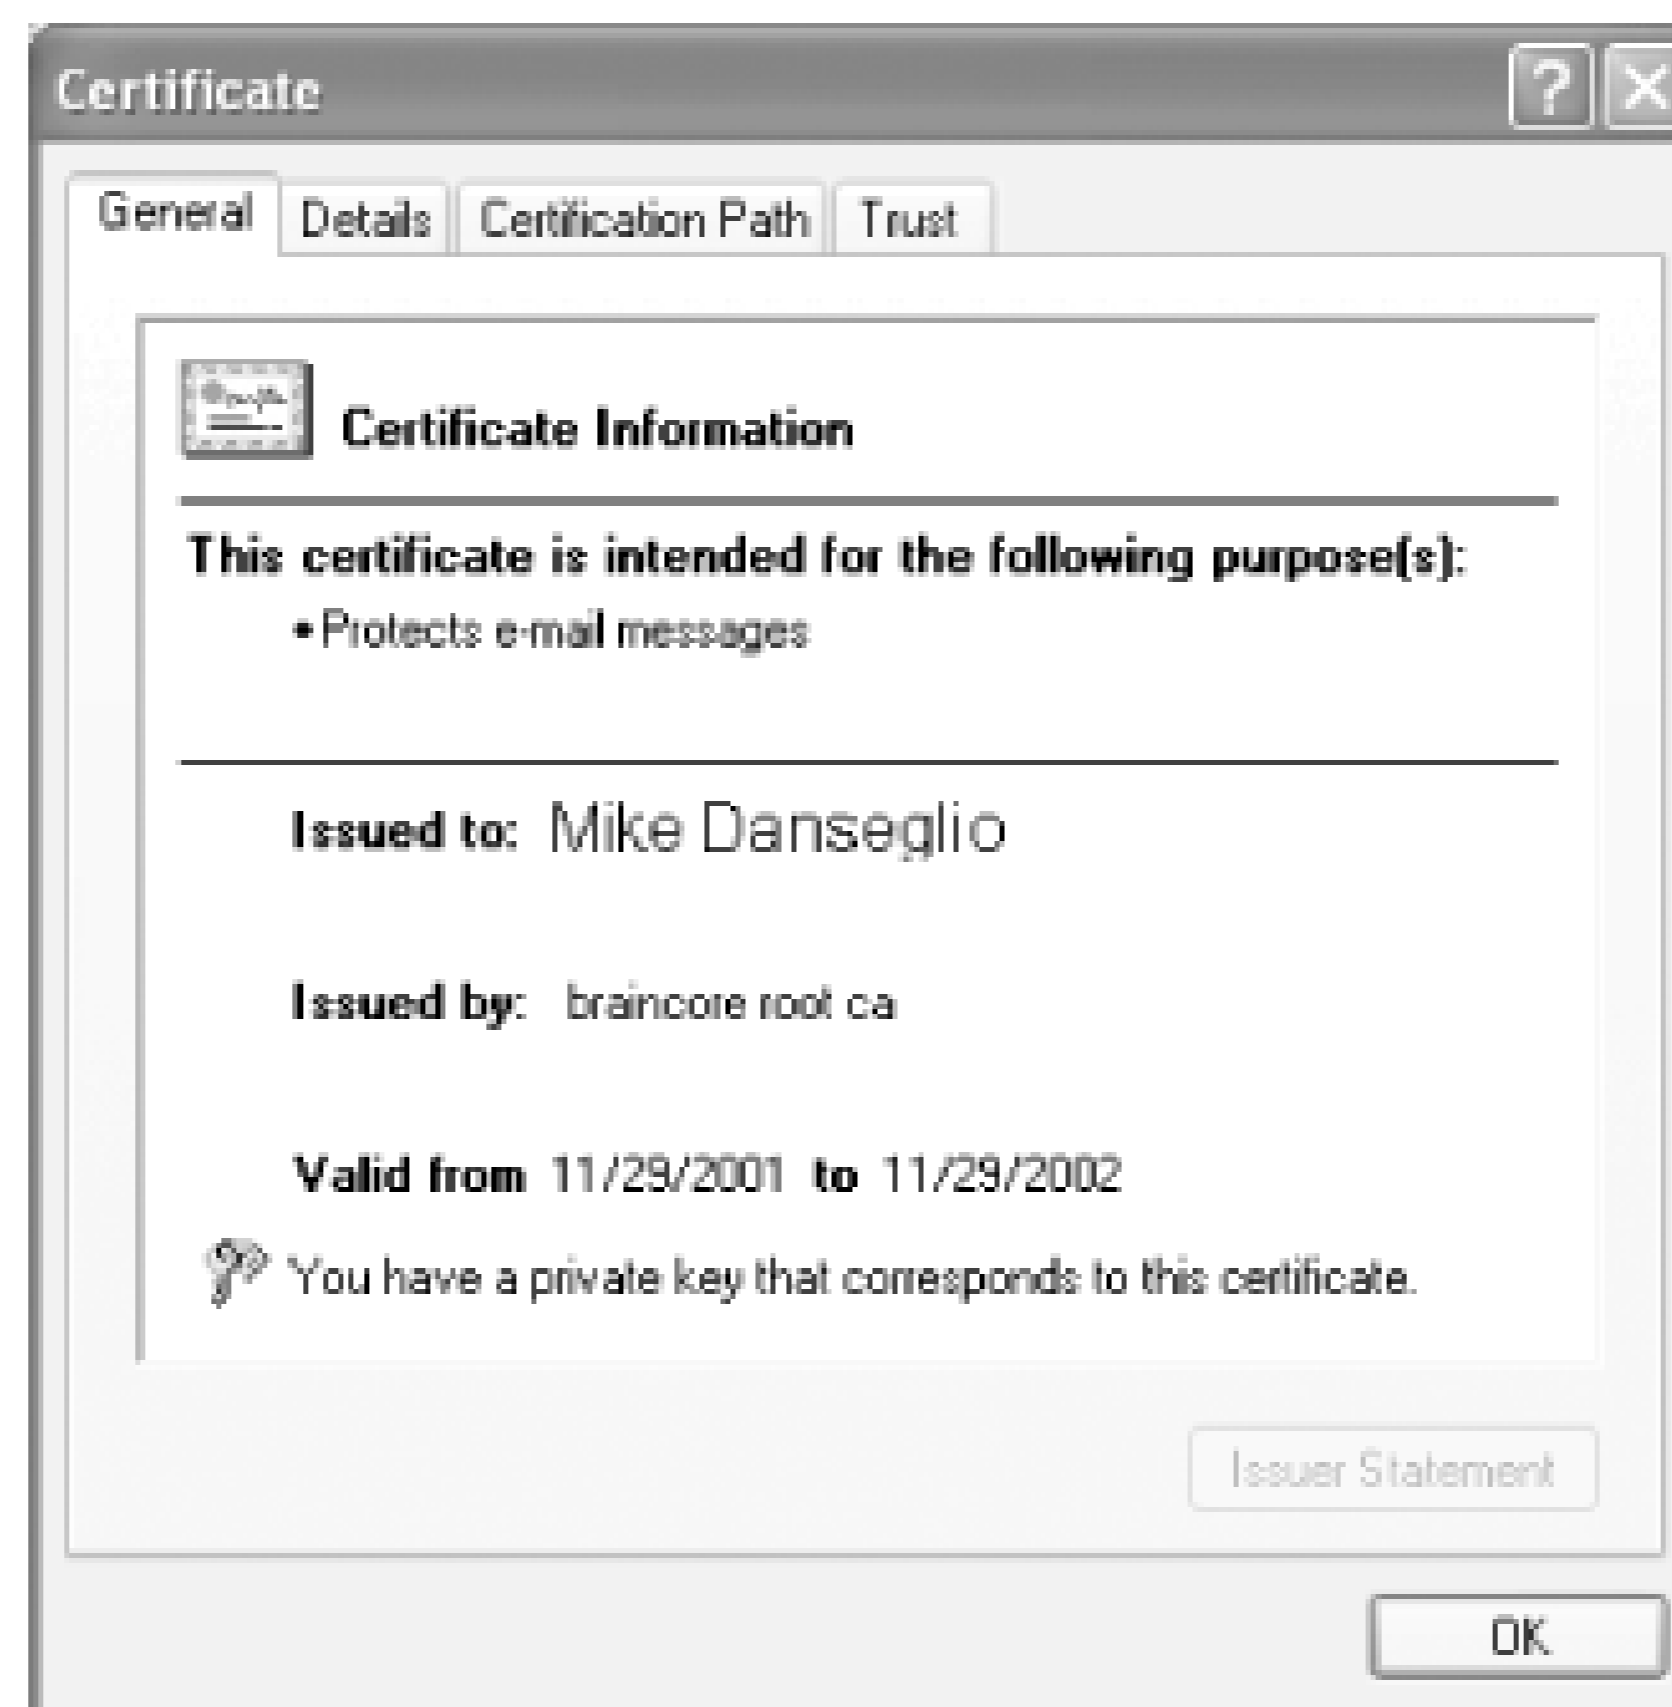 Certificate
General Details Certification Path Trust
Certificate Information
This certificate is intended for the following purpose(s):
• Protects e-mail messages
Issued to: Mike Danseglio
Issued by: braincore root ca
Valid from 11/29/2001 to 11/29/2002
You have a private key that corresponds to this certificate.
Issuer Statement
OK